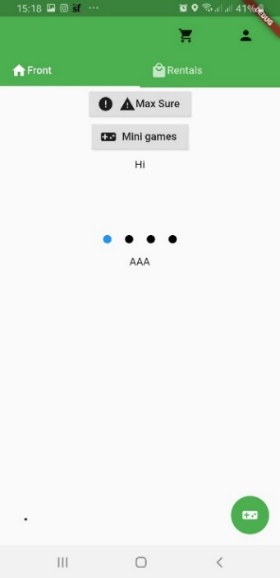 15:18 41%
DEBUG
Front Rentals
Max Sure
Mini games
Hi
AAA
.